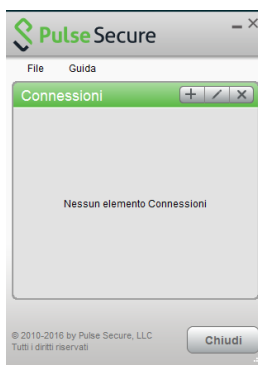 Pulse Secure
File Guida
Connessioni
Nessun elemento Connessioni
© 2010-2016 by Pulse Secure, LLC
Tutti i diritti riservati
Chiudi